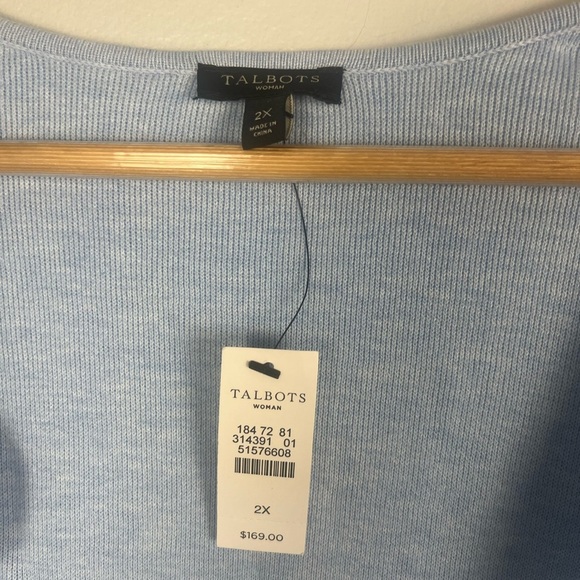 TALBOTS
WOMAN
2X
MADE IN
CHINA
TALBOTS
WOMAN
184 72 81
314391 01
51576608
2X
$169.00